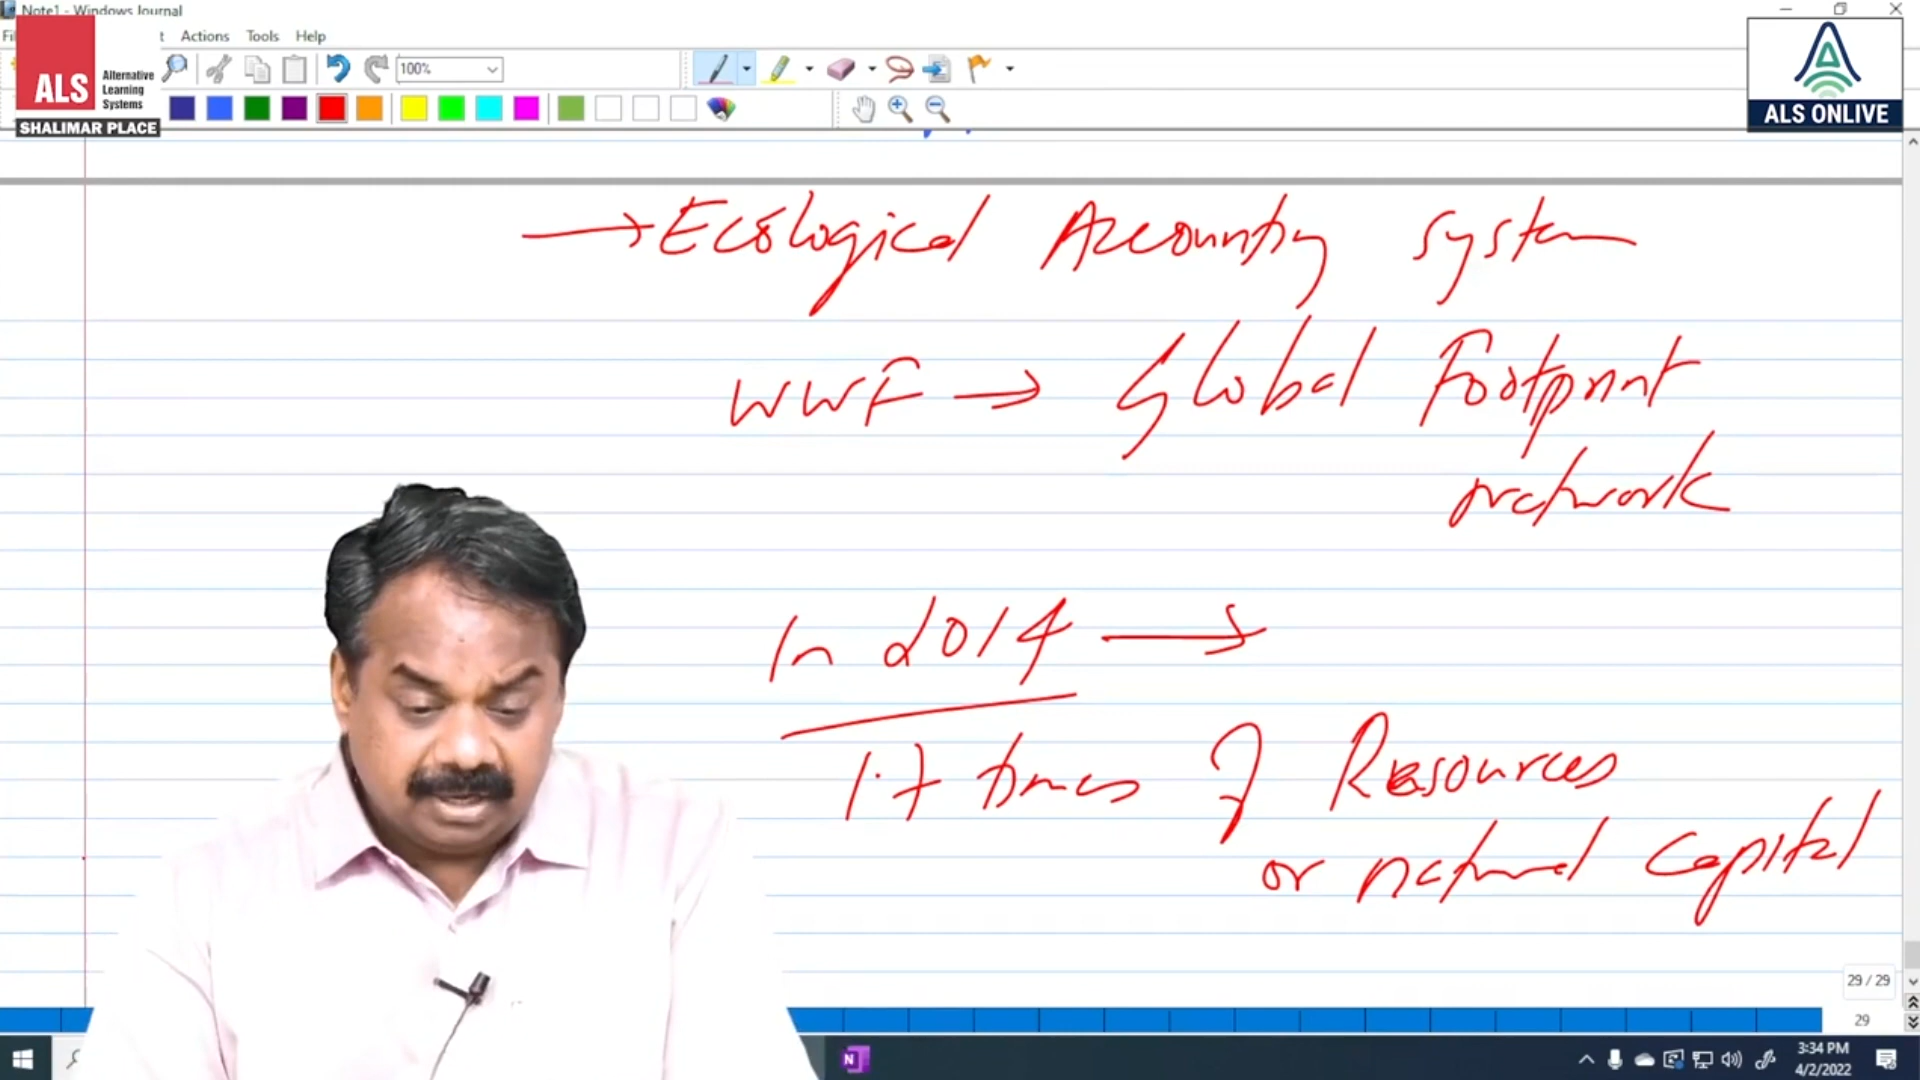 Note1 - Windows Journal
Actions Tools Help
ALS Alternative Learning Systems
SHALIMAR PLACE
100%
ALS ONLIVE
→ Ecological Accounting system
WWF → Global Footprint
network
In 2014 →
1.7 times of Resources
or natural capital
29 / 29
29
N
3:34 PM
4/2/2022